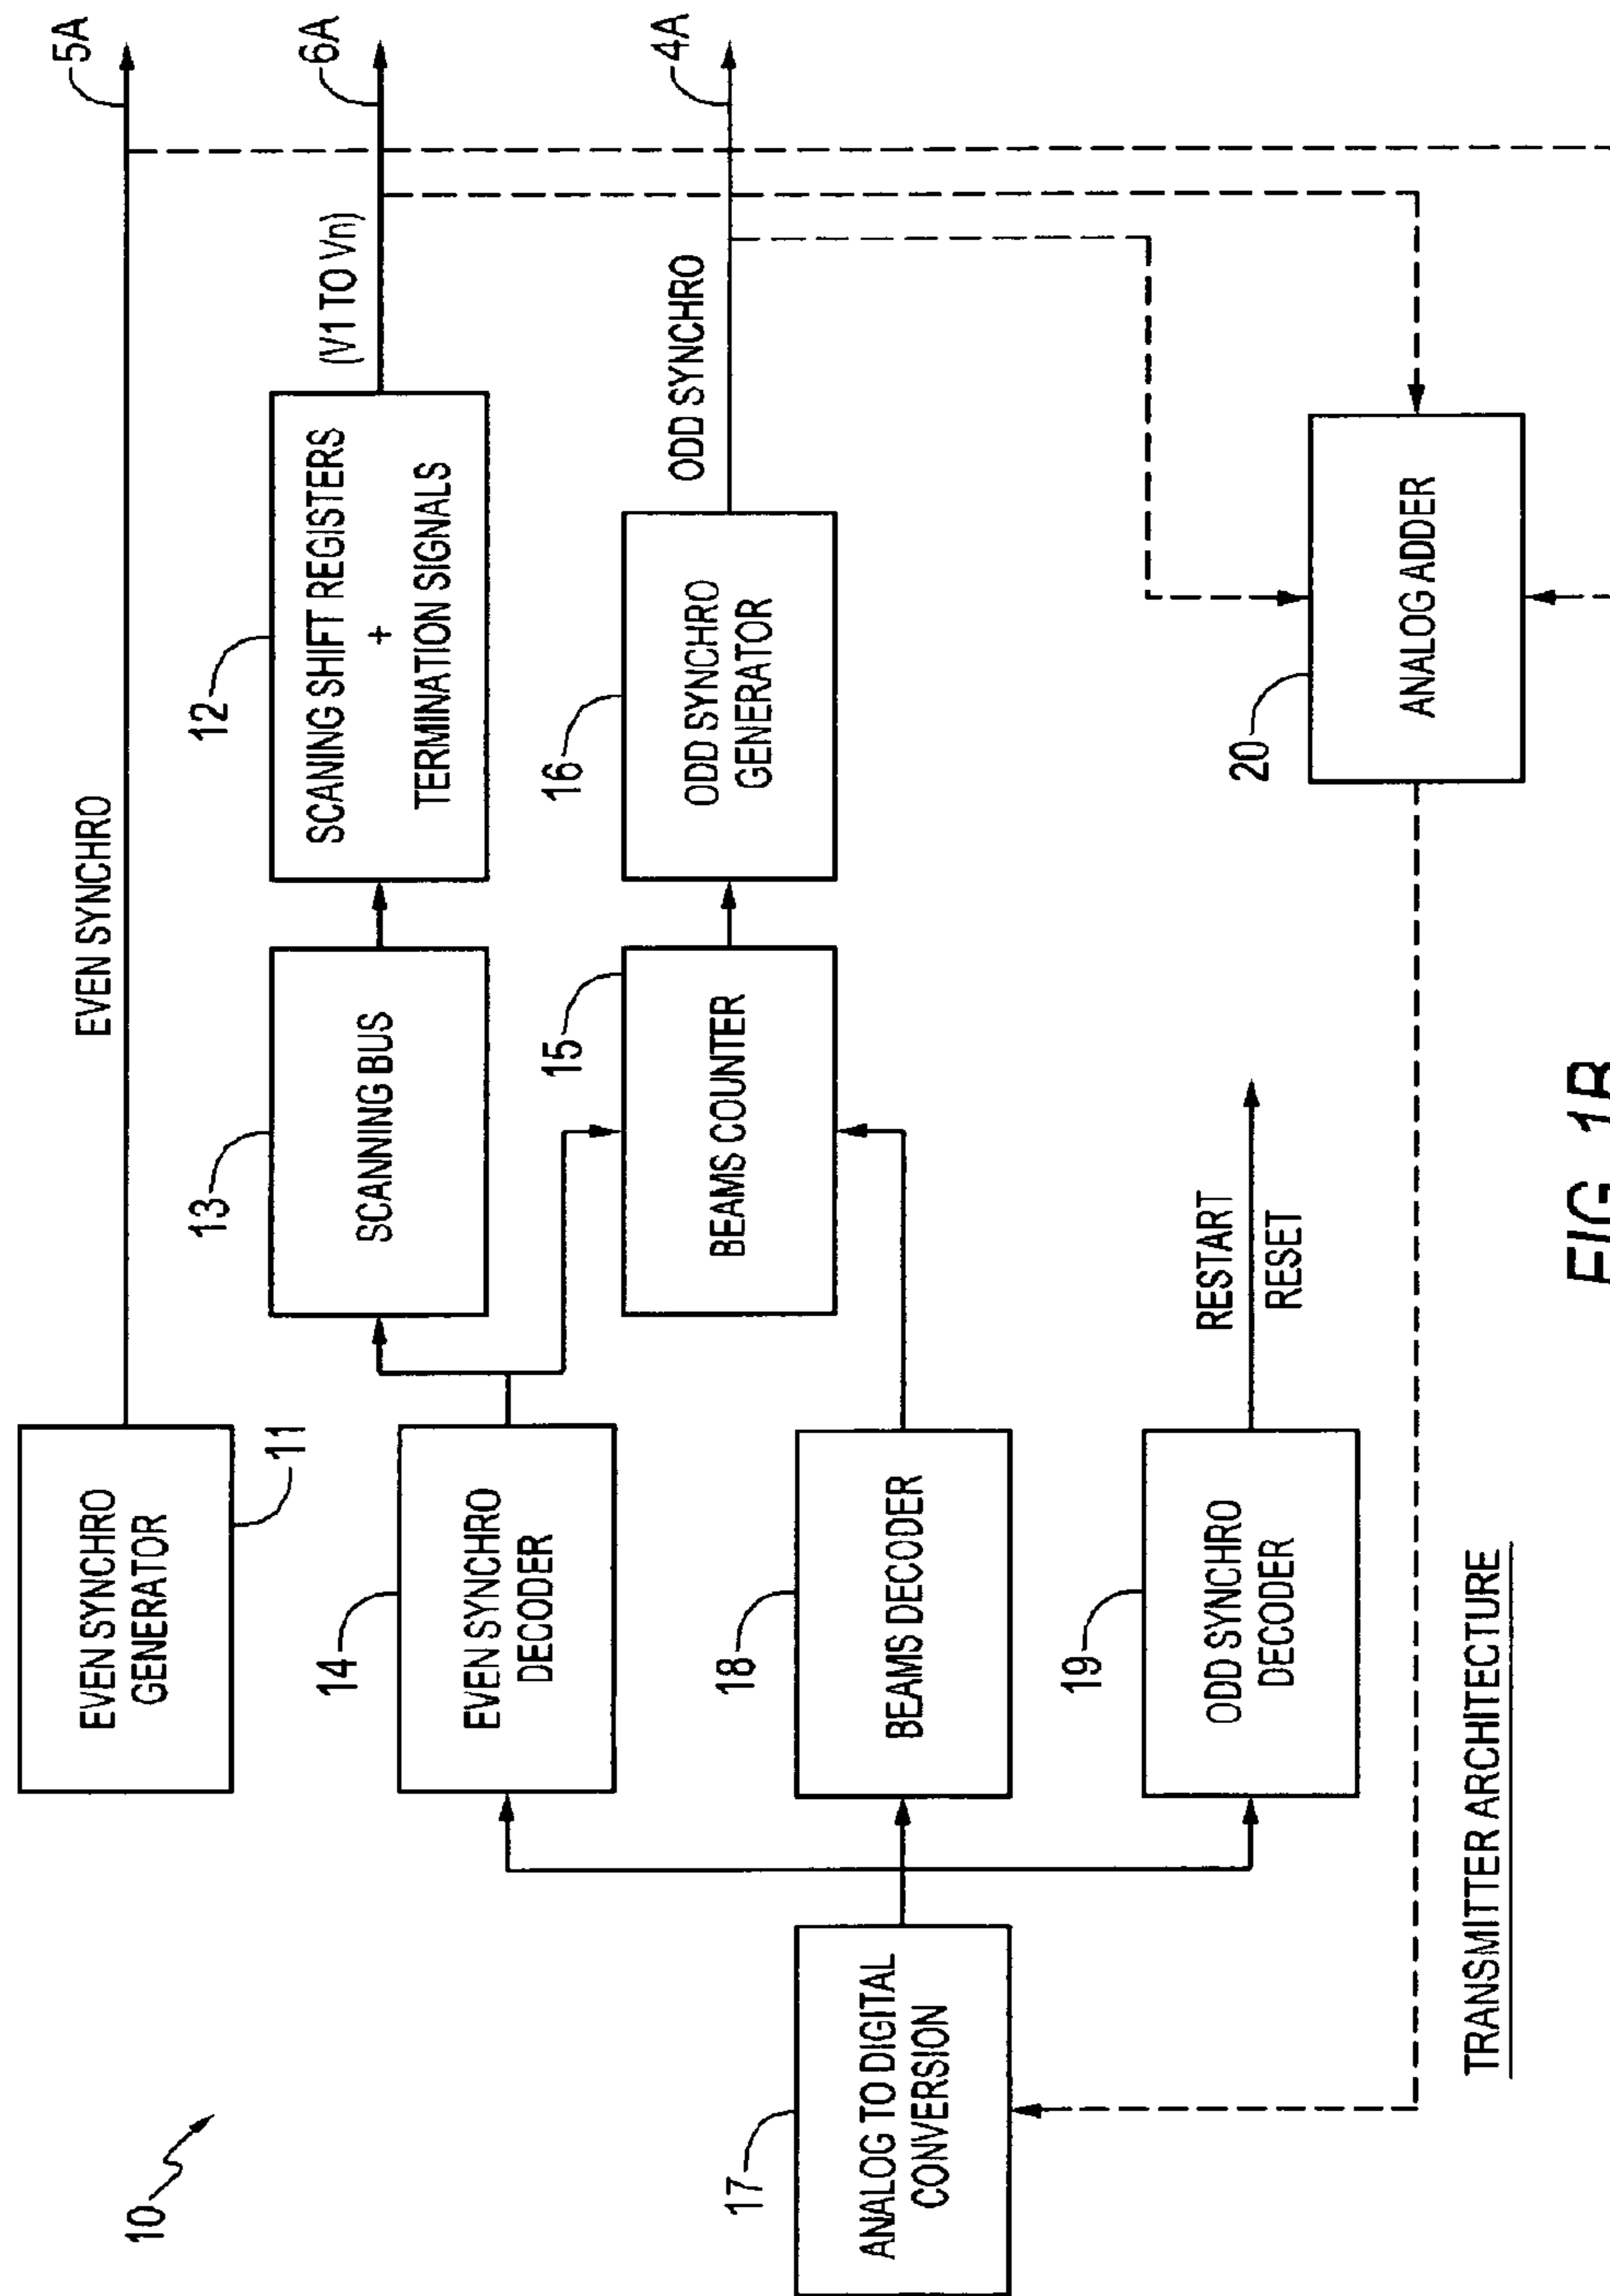 10
EVEN SYNCHRO
GENERATOR
11
EVEN SYNCHRO
5A
SCANNING BUS
13
SCANING SHIFT REGISTERS
+
TERMINATION SIGNALS
12
(V1 TO Vn)
6A
EVEN SYNCHRO
DECODER
14
BEAMS COUNTER
15
ODD SYNCHRO
GENERATOR
16
ODD SYNCHRO
4A
ANALOG TO DIGITAL
CONVERSION
17
BEAMS DECODER
18
ODD SYNCHRO
DECODER
19
RESTART
RESET
ANALOG ADDER
20
TRANSMITTER ARCHITECTURE
FIG. 1B